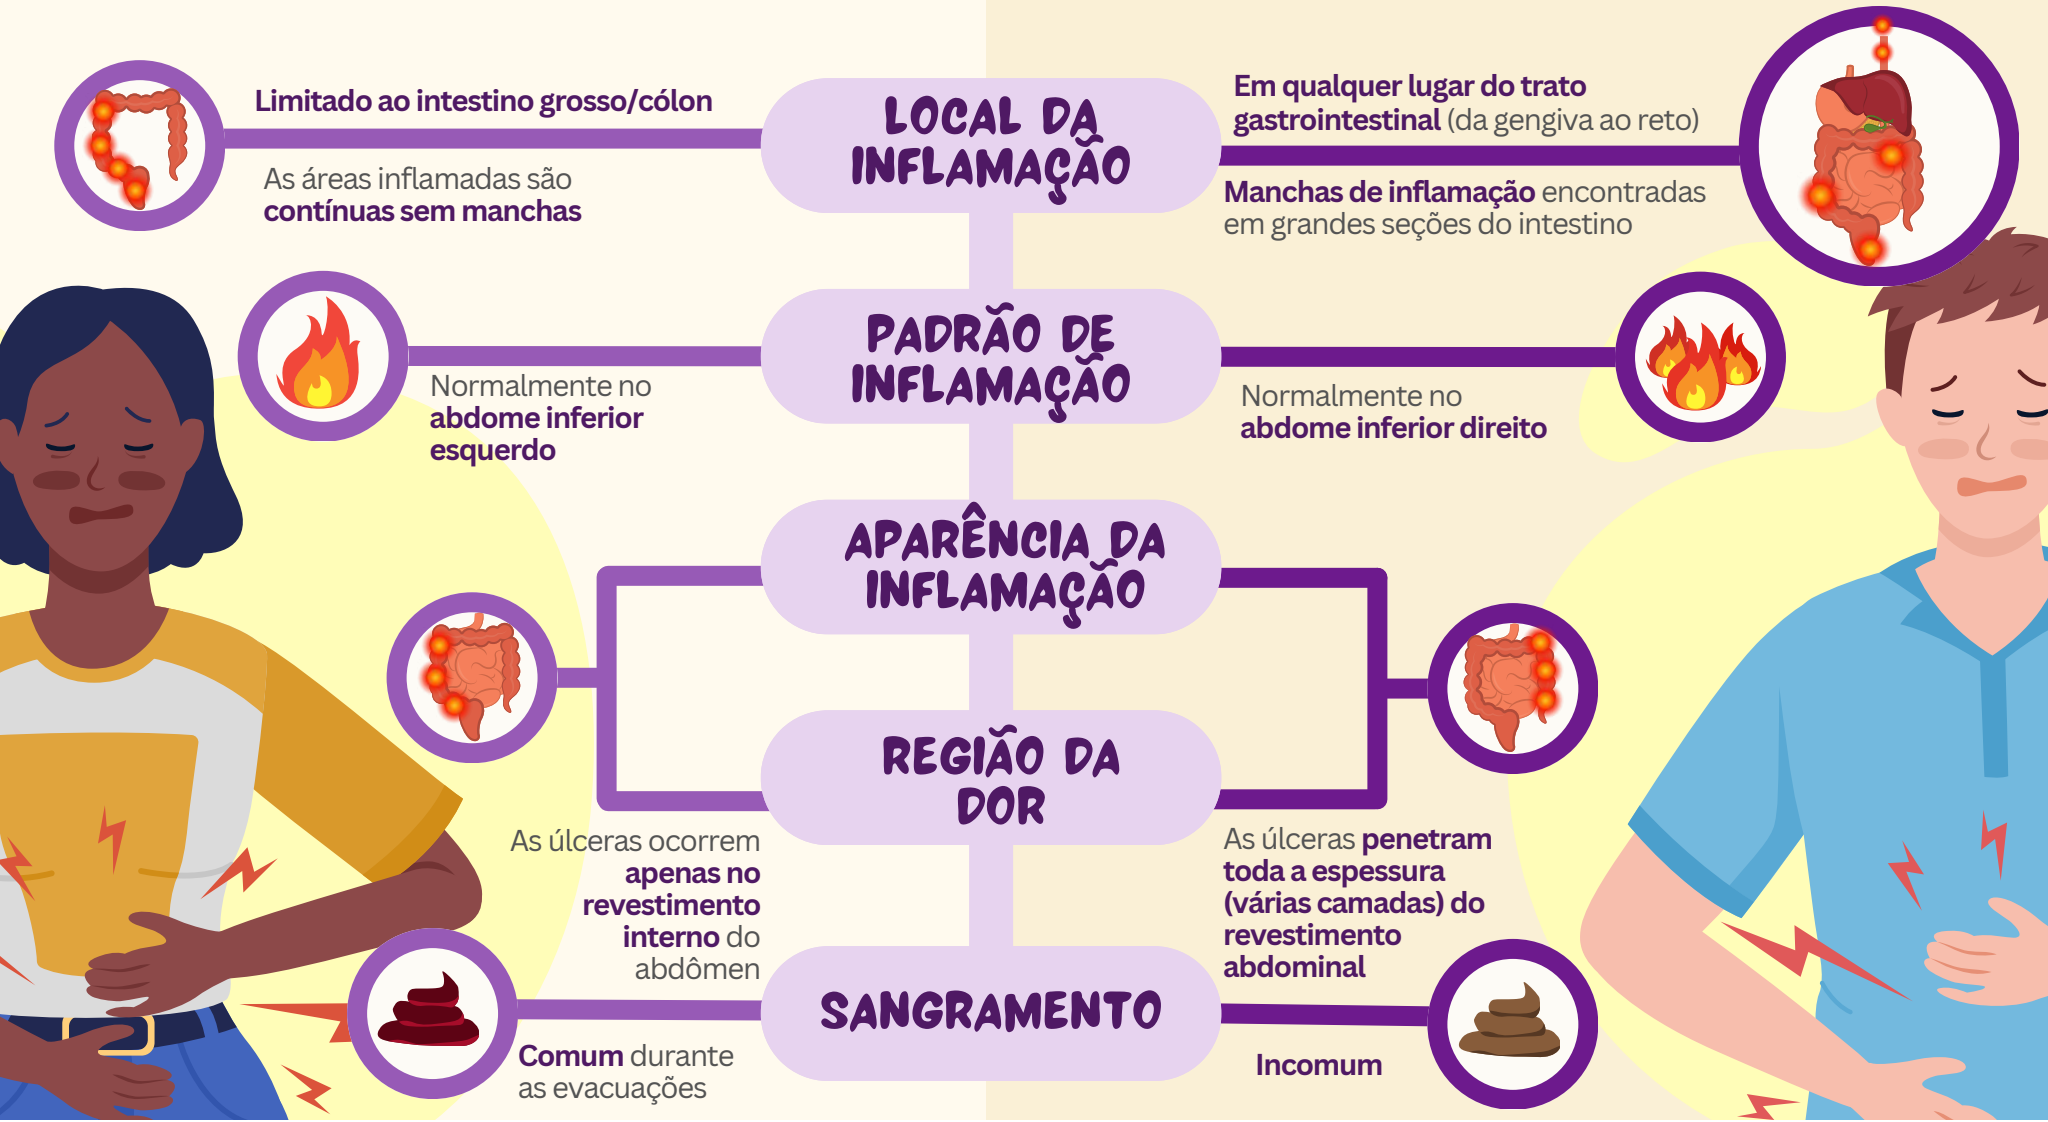 LOCAL DA
INFLAMAÇÃO
Limitado ao intestino grosso/cólon
As áreas inflamadas são
contínuas sem manchas
Em qualquer lugar do trato
gastrointestinal (da gengiva ao reto)
Manchas de inflamação encontradas
em grandes seções do intestino
PADRÃO DE
INFLAMAÇÃO
Normalmente no
abdome inferior
esquerdo
Normalmente no
abdome inferior direito
APARÊNCIA DA
INFLAMAÇÃO
REGIÃO DA
DOR
As úlceras ocorrem
apenas no
revestimento
interno do
abdômen
As úlceras penetram
toda a espessura
(várias camadas) do
revestimento
abdominal
SANGRAMENTO
Comum durante
as evacuações
Incomum